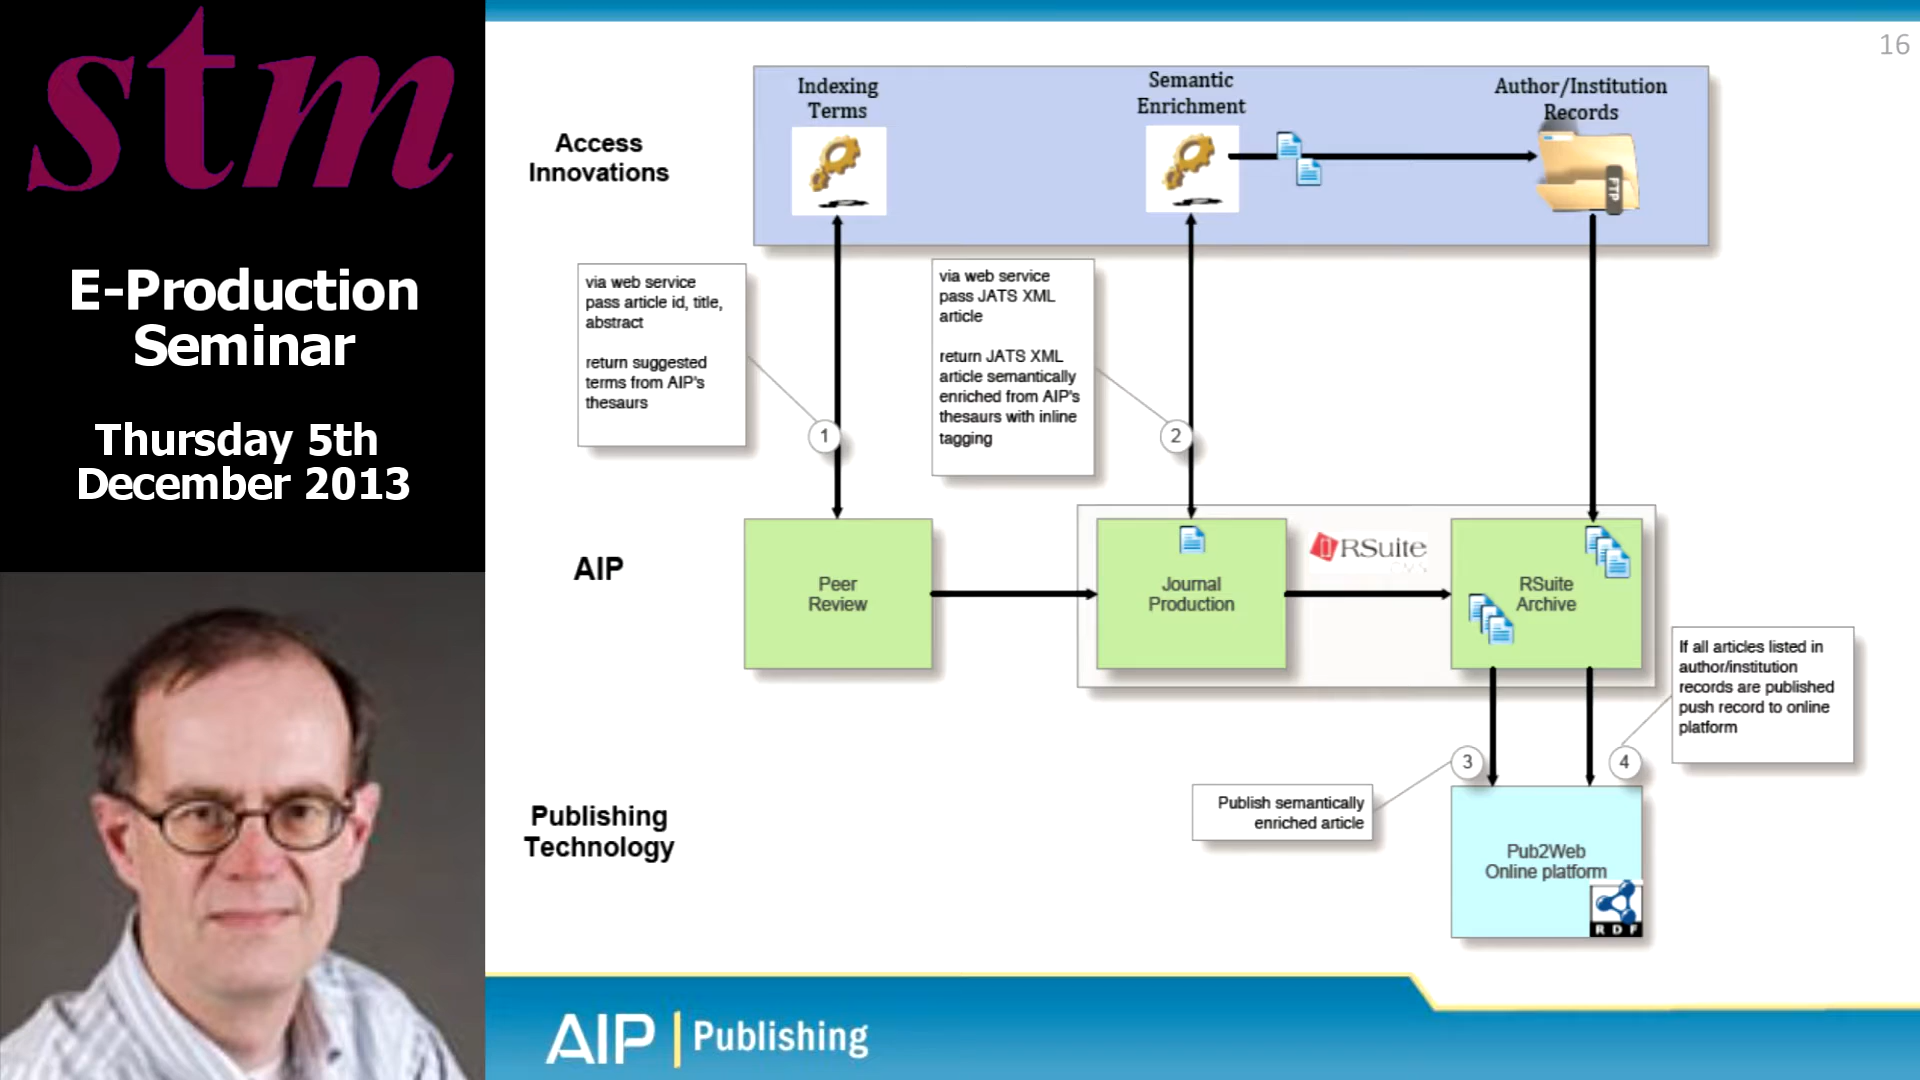 stm
E-Production
Seminar
Thursday 5th
December 2013
16
Access
Innovations
Indexing
Terms
Semantic
Enrichment
Author/Institution
Records
FTP
via web service
pass article id, title,
abstract
return suggested
terms from AIP's
thesaurs
1
via web service
pass JATS XML
article
return JATS XML
article semantically
enriched from AIP's
thesaurs with inline
tagging
2
AIP
Peer
Review
Journal
Production
RSuite
RSuite
Archive
If all articles listed in
author/institution
records are published
push record to online
platform
3
4
Publish semantically
enriched article
Publishing
Technology
Pub2Web
Online platform
RDF
AIP | Publishing